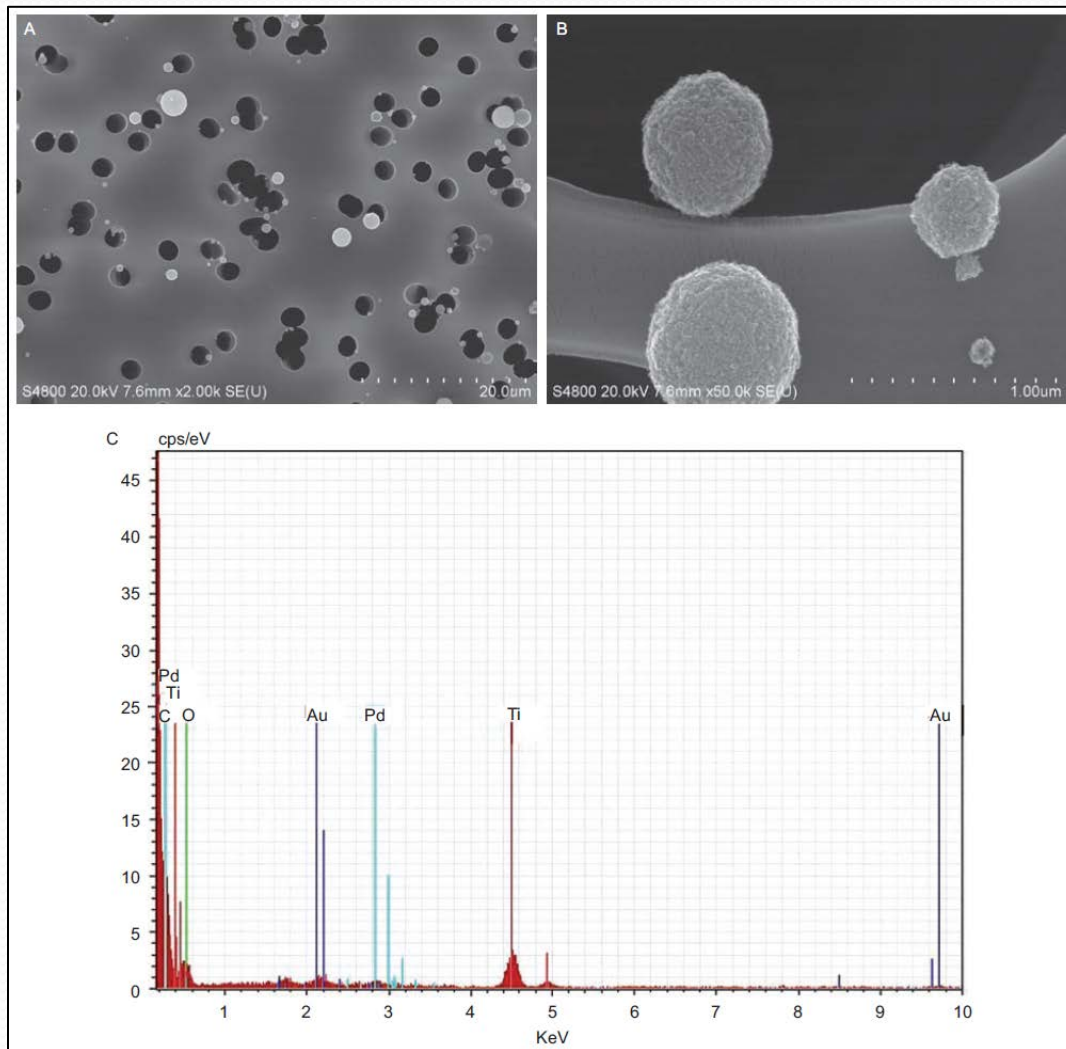 A
S4800 20.0kV 7.6mm x2.00k SE(U)
20.0um
B
S4800 20.0kV 7.6mm x50.0k SE(U)
1.00um
C
cps/eV
45
40
35
30
25
20
15
10
5
0
Pd
Ti
C
O
Au
Pd
Ti
Au
1 2 3 4 5 6 7 8 9 10
KeV